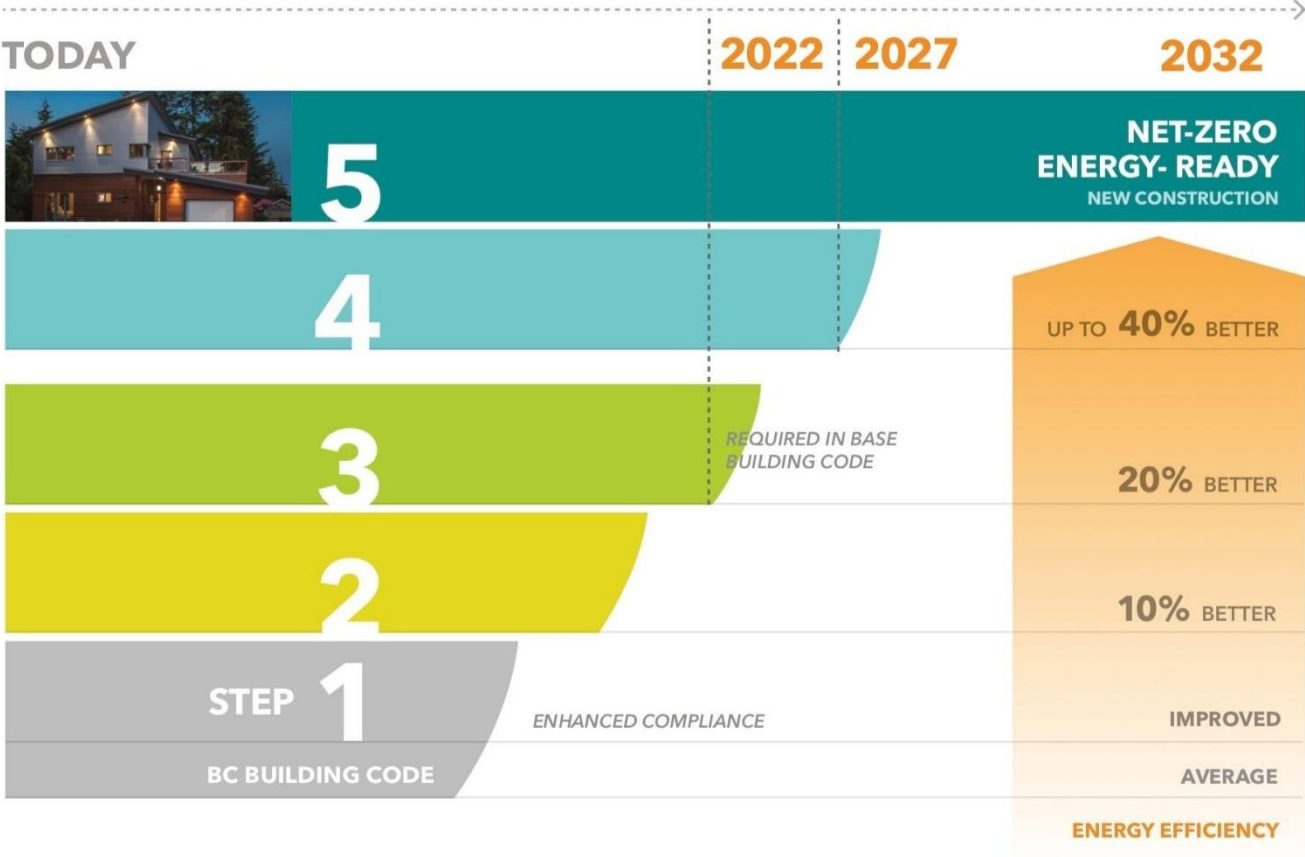 TODAY
2022
2027
2032
5
NET-ZERO
ENERGY- READY
NEW CONSTRUCTION
4
UP TO 40% BETTER
3
REQUIRED IN BASE
BUILDING CODE
20% BETTER
2
10% BETTER
STEP 1
ENHANCED COMPLIANCE
IMPROVED
BC BUILDING CODE
AVERAGE
ENERGY EFFICIENCY